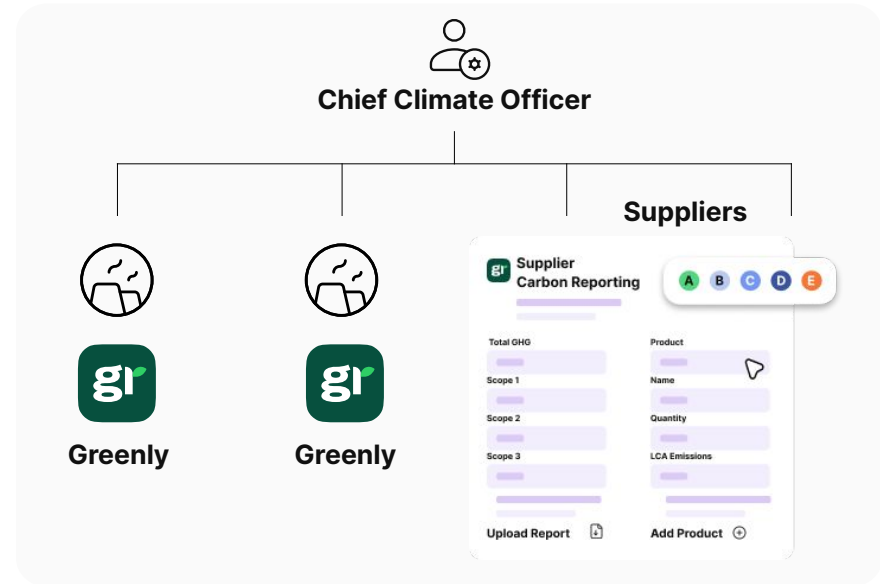 Chief Climate Officer
Suppliers
gr
Supplier
Carbon Reporting
A B C D E
Total GHG
Product
Scope 1
Name
Scope 2
Quantity
Scope 3
LCA Emissions
Upload Report
Add Product
gr
Greenly
gr
Greenly